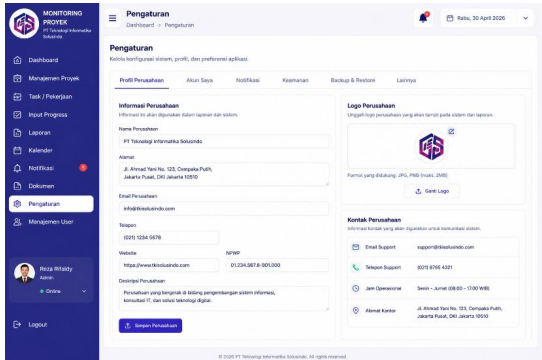 MONITORING
PROYEK
PT Teknologi Informatika
Solusindo
Dashboard
Manajemen Proyek
Task / Pekerjaan
Input Progress
Laporan
Kalender
Notifikasi
Dokumen
Pengaturan
Manajemen User
Reza Rifaldy
Admin
Online
Logout
Pengaturan
Dashboard > Pengaturan
Rabu, 30 April 2026
Pengaturan
Kelola konfigurasi sistem, profil, dan preferensi aplikasi.
Profil Perusahaan Akun Saya Notifikasi Keamanan Backup & Restore Lainnya
Informasi Perusahaan
Informasi ini akan digunakan dalam laporan dan sistem.
Nama Perusahaan
PT Teknologi Informatika Solusindo
Alamat
Jl. Ahmad Yani No. 123, Cempaka Putih,
Jakarta Pusat, DKI Jakarta 10510
Email Perusahaan
info@tkisolusindo.com
Telepon
(021) 1234 5678
Website NPWP
https://www.tkisolusindo.com 01.234.567.8-901.000
Deskripsi Perusahaan
Perusahaan yang bergerak di bidang pengembangan sistem informasi,
konsultasi IT, dan solusi teknologi digital.
Simpan Perusahaan
Logo Perusahaan
Unggah logo perusahaan yang akan tampil pada sistem dan laporan.
Format yang didukung: JPG, PNG (maks. 2MB)
Ganti Logo
Kontak Perusahaan
Informasi kontak yang akan digunakan untuk komunikasi sistem.
Email Support support@tkisolusindo.com
Telepon Support (021) 8765 4321
Jam Operasional Senin - Jumat (08:00 - 17:00 WIB)
Alamat Kantor Jl. Ahmad Yani No. 123, Cempaka Putih,
Jakarta Pusat, DKI Jakarta 10510
© 2026 PT Teknologi Informatika Solusindo. All rights reserved.